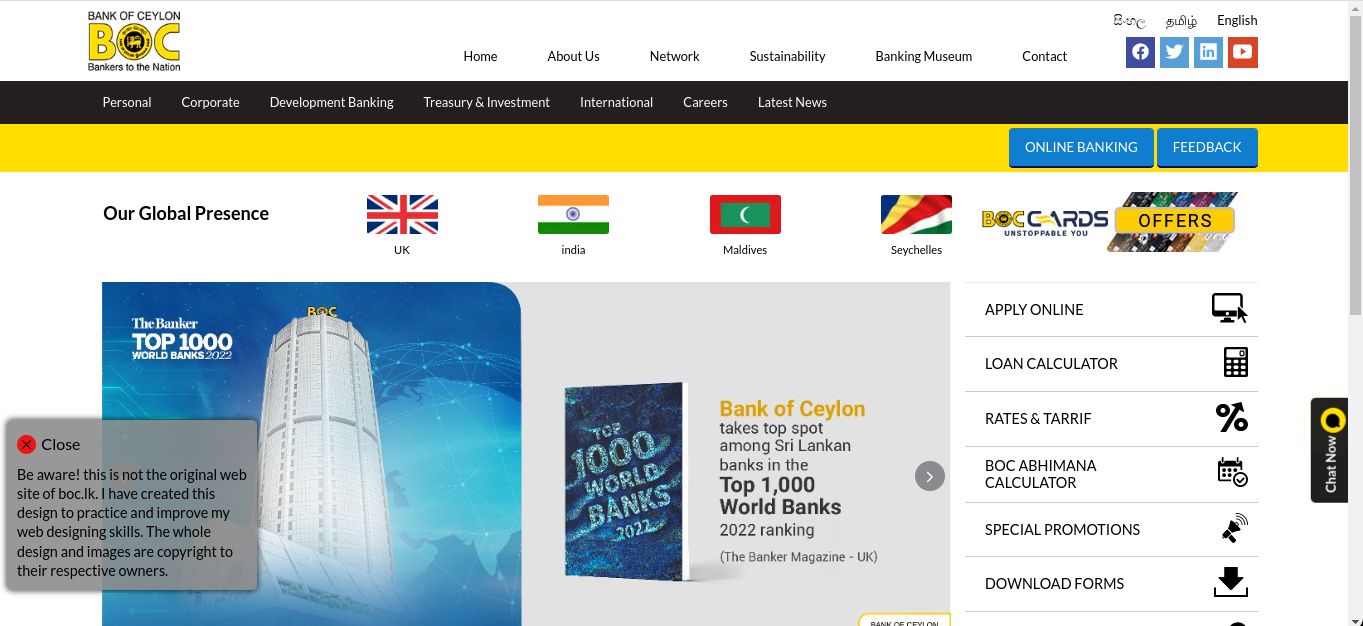 BANK OF CEYLON
BOC
Bankers to the Nation
සිංහල தமிழ் English
Home About Us Network Sustainability Banking Museum Contact
Personal Corporate Development Banking Treasury & Investment International Careers Latest News
ONLINE BANKING FEEDBACK
Our Global Presence
UK
india
Maldives
Seychelles
BOC CARDS
UNSTOPPABLE YOU
OFFERS
BOC
The Banker
TOP 1000
WORLD BANKS 2022
TOP
1000
WORLD
BANKS
2022
Bank of Ceylon
takes top spot
among Sri Lankan
banks in the
Top 1,000
World Banks
2022 ranking
(The Banker Magazine - UK)
BANK OF CEYLON
APPLY ONLINE
LOAN CALCULATOR
RATES & TARRIF
BOC ABHIMANA
CALCULATOR
SPECIAL PROMOTIONS
DOWNLOAD FORMS
Chat Now
Close
Be aware! this is not the original web
site of boc.lk. I have created this
design to practice and improve my
web designing skills. The whole
design and images are copyright to
their respective owners.